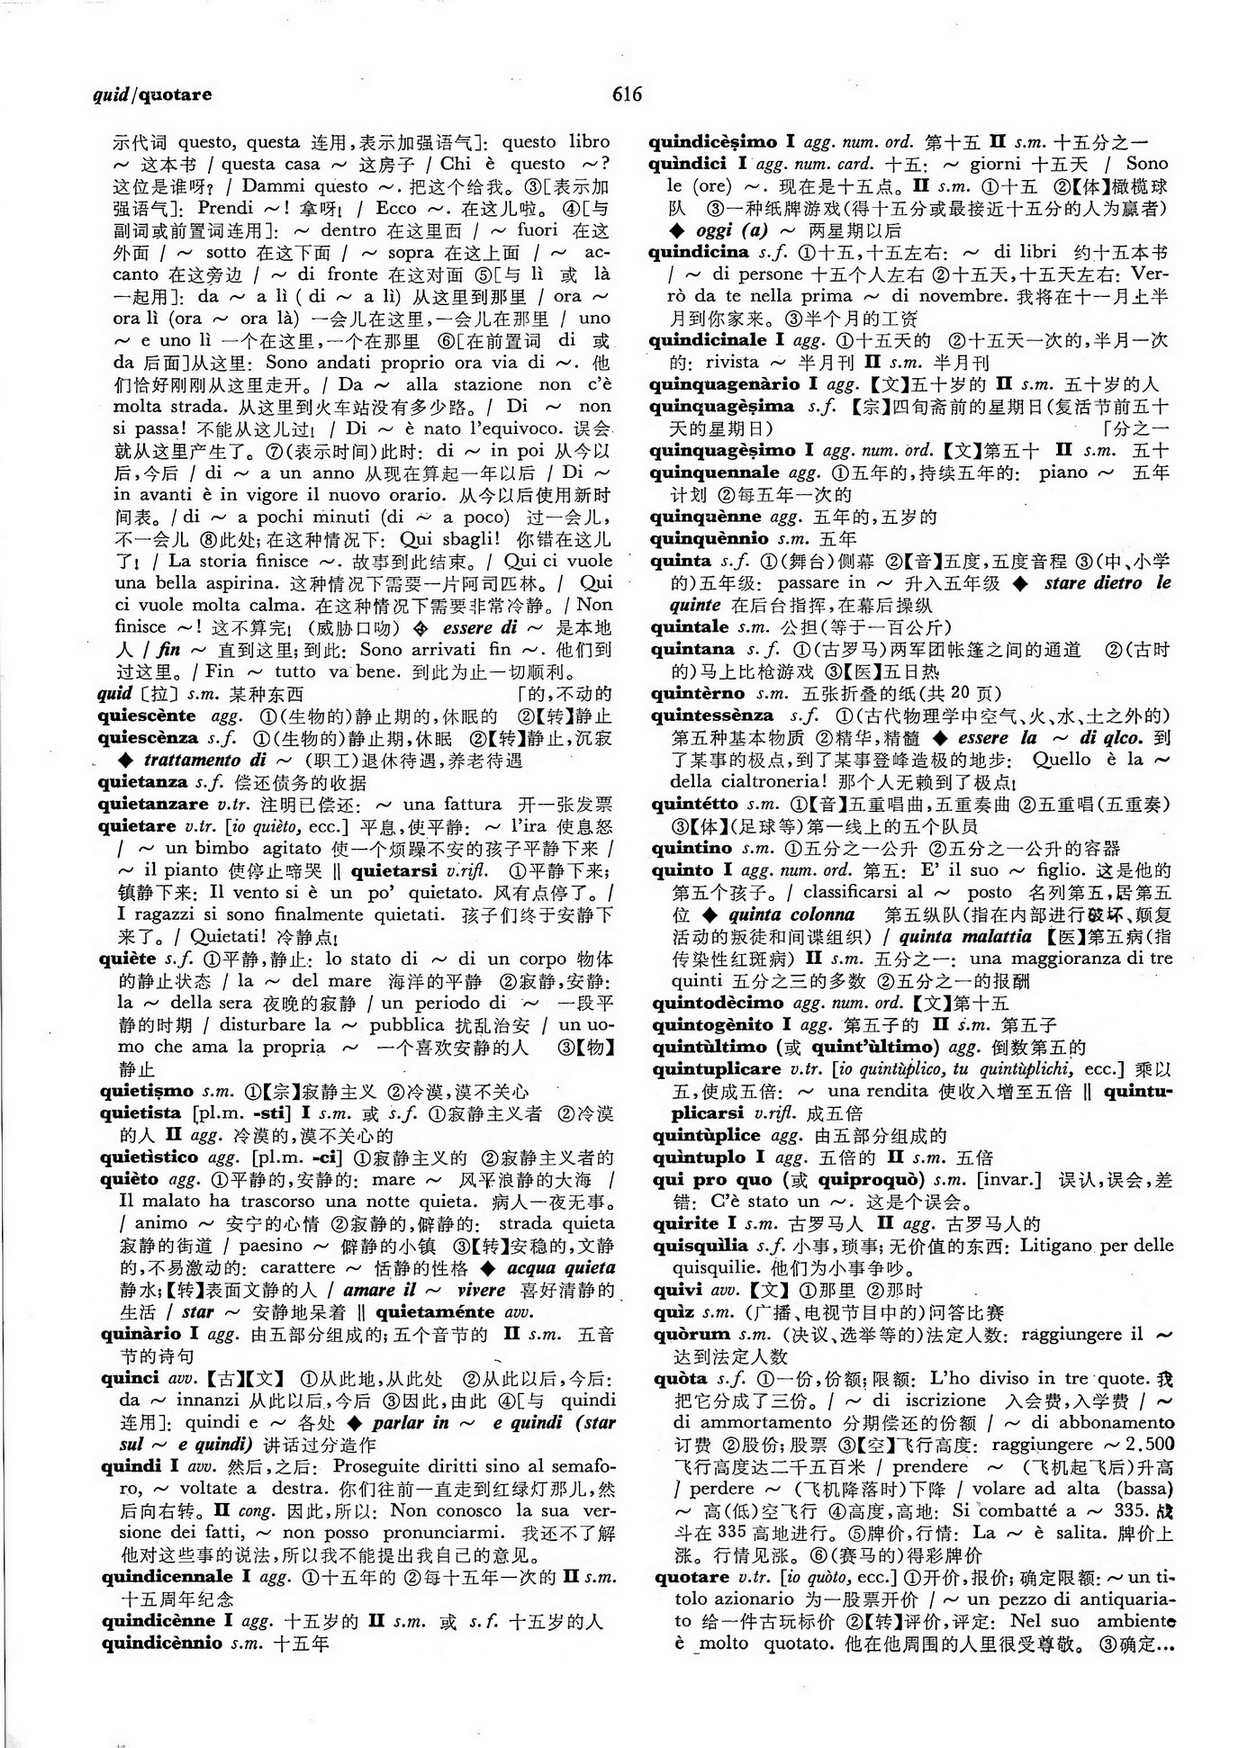 quid/quotare
616
示代词 questo, questa 连用,表示加强语气]: questo libro
~ 这本书 / questa casa ~ 这房子 / Chi è questo ~?
这位是谁呀? / Dammi questo ~. 把这个给我。③[表示加
强语气]: Prendi ~! 拿呀! / Ecco ~. 在这儿啦。④[与
副词或前置词连用]: ~ dentro 在这里面 / ~ fuori 在这
外面 / ~ sotto 在这下面 / ~ sopra 在这上面 / ~ ac-
canto 在这旁边 / ~ di fronte 在这对面 ⑤[与 lì 或 là
一起用]: da ~ a lì ( di ~ a lì) 从这里到那里 / ora ~
ora lì (ora ~ ora là) 一会儿在这里,一会儿在那里 / uno
~ e uno lì 一个在这里,一个在那里 ⑥[在前置词 di 或
da 后面]从这里: Sono andati proprio ora via di ~. 他
们恰好刚刚从这里走开。/ Da ~ alla stazione non c'è
molta strada. 从这里到火车站没有多少路。/ Di ~ non
si passa! 不能从这儿过! / Di ~ è nato l'equivoco. 误会
就从这里产生了。⑦(表示时间)此时: di ~ in poi 从今以
后,今后 / di ~ a un anno 从现在算起一年以后 / Di ~
in avanti è in vigore il nuovo orario. 从今以后使用新时
间表。/ di ~ a pochi minuti (di ~ a poco) 过一会儿,
不一会儿 ⑧此处;在这种情况下: Qui sbagli! 你错在这儿
了! / La storia finisce ~. 故事到此结束。/ Qui ci vuole
una bella aspirina. 这种情况下需要一片阿司匹林。/ Qui
ci vuole molta calma. 在这种情况下需要非常冷静。/ Non
finisce ~! 这不算完! (威胁口吻) ◈ essere di ~ 是本地
人 / fin ~ 直到这里;到此: Sono arrivati fin ~. 他们到
过这里。/ Fin ~ tutto va bene. 到此为止一切顺利。
quid [拉] s.m. 某种东西 「的,不动的
quiescènte agg. ①(生物的)静止期的,休眠的 ②【转】静止
quiescènza s.f. ①(生物的)静止期,休眠 ②【转】静止,沉寂
◆ trattamento di ~ (职工)退休待遇,养老待遇
quietanza s.f. 偿还债务的收据
quietanzare v.tr. 注明已偿还: ~ una fattura 开一张发票
quietare v.tr. [io quièto, ecc.] 平息,使平静: ~ l'ira 使息怒
/ ~ un bimbo agitato 使一个烦躁不安的孩子平静下来 /
~ il pianto 使停止啼哭 ‖ quietarsi v.rifl. ①平静下来;
镇静下来: Il vento si è un po' quietato. 风有点停了。/
I ragazzi si sono finalmente quietati. 孩子们终于安静下
来了。/ Quietati! 冷静点!
quiète s.f. ①平静,静止: lo stato di ~ di un corpo 物体
的静止状态 / la ~ del mare 海洋的平静 ②寂静,安静:
la ~ della sera 夜晚的寂静 / un periodo di ~ 一段平
静的时期 / disturbare la ~ pubblica 扰乱治安 / un uo-
mo che ama la propria ~ 一个喜欢安静的人 ③【物】
静止
quietismo s.m. ①【宗】寂静主义 ②冷漠,漠不关心
quietista [pl.m. -sti] I s.m. 或 s.f. ①寂静主义者 ②冷漠
的人 II agg. 冷漠的,漠不关心的
quietìstico agg. [pl.m. -ci] ①寂静主义的 ②寂静主义者的
quièto agg. ①平静的,安静的: mare ~ 风平浪静的大海 /
Il malato ha trascorso una notte quieta. 病人一夜无事。
/ animo ~ 安宁的心情 ②寂静的,僻静的: strada quieta
寂静的街道 / paesino ~ 僻静的小镇 ③【转】安稳的,文静
的,不易激动的: carattere ~ 恬静的性格 ◆ acqua quieta
静水;【转】表面文静的人 / amare il ~ vivere 喜好清静的
生活 / star ~ 安静地呆着 ‖ quietaménte avv.
quinàrio I agg. 由五部分组成的;五个音节的 II s.m. 五音
节的诗句
quinci avv.【古】【文】 ①从此地,从此处 ②从此以后,今后:
da ~ innanzi 从此以后,今后 ③因此,由此 ④[与 quindi
连用]: quindi e ~ 各处 ◆ parlar in ~ e quindi (star
sul ~ e quindi) 讲话过分造作
quindi I avv. 然后,之后: Proseguite diritti sino al semafo-
ro, ~ voltate a destra. 你们往前一直走到红绿灯那儿,然
后向右转。II cong. 因此,所以: Non conosco la sua ver-
sione dei fatti, ~ non posso pronunciarmi. 我还不了解
他对这些事的说法,所以我不能提出我自己的意见。
quindicennale I agg. ①十五年的 ②每十五年一次的 II s.m.
十五周年纪念
quindicènne I agg. 十五岁的 II s.m. 或 s.f. 十五岁的人
quindicènnio s.m. 十五年
quindicèsimo I agg. num. ord. 第十五 II s.m. 十五分之一
quìndici I agg. num. card. 十五: ~ giorni 十五天 / Sono
le (ore) ~. 现在是十五点。II s.m. ①十五 ②【体】橄榄球
队 ③一种纸牌游戏(得十五分或最接近十五分的人为赢者)
◆ oggi (a) ~ 两星期以后
quindicina s.f. ①十五,十五左右: ~ di libri 约十五本书
/ ~ di persone 十五个人左右 ②十五天,十五天左右: Ver-
rò da te nella prima ~ di novembre. 我将在十一月上半
月到你家来。③半个月的工资
quindicinale I agg. ①十五天的 ②十五天一次的,半月一次
的: rivista ~ 半月刊 II s.m. 半月刊
quinquagenàrio I agg.【文】五十岁的 II s.m. 五十岁的人
quinquagèsima s.f.【宗】四旬斋前的星期日(复活节前五十
天的星期日) 「分之一
quinquagèsimo I agg. num. ord.【文】第五十 II s.m. 五十
quinquennale agg. ①五年的,持续五年的: piano ~ 五年
计划 ②每五年一次的
quinquènne agg. 五年的,五岁的
quinquènnio s.m. 五年
quinta s.f. ①(舞台)侧幕 ②【音】五度,五度音程 ③(中、小学
的)五年级: passare in ~ 升入五年级 ◆ stare dietro le
quinte 在后台指挥,在幕后操纵
quintale s.m. 公担(等于一百公斤)
quintana s.f. ①(古罗马)两军团帐篷之间的通道 ②(古时
的)马上比枪游戏 ③【医】五日热
quintèrno s.m. 五张折叠的纸(共20页)
quintessènza s.f. ①(古代物理学中空气、火、水、土之外的)
第五种基本物质 ②精华,精髓 ◆ essere la ~ di qlco. 到
了某事的极点,到了某事登峰造极的地步: Quello è la ~
della cialtroneria! 那个人无赖到了极点!
quintétto s.m. ①【音】五重唱曲,五重奏曲 ②五重唱(五重奏)
③【体】(足球等)第一线上的五个队员
quintino s.m. ①五分之一公升 ②五分之一公升的容器
quinto I agg. num. ord. 第五: E' il suo ~ figlio. 这是他的
第五个孩子。/ classificarsi al ~ posto 名列第五,居第五
位 ◆ quinta colonna 第五纵队(指在内部进行破坏、颠复
活动的叛徒和间谍组织) / quinta malattia【医】第五病(指
传染性红斑病) II s.m. 五分之一: una maggioranza di tre
quinti 五分之三的多数 ②五分之一的报酬
quintodècimo agg. num. ord.【文】第十五
quintogènito I agg. 第五子的 II s.m. 第五子
quintùltimo (或 quint'ùltimo) agg. 倒数第五的
quintuplicare v.tr. [io quintùplico, tu quintùplichi, ecc.] 乘以
五,使成五倍: ~ una rendita 使收入增至五倍 ‖ quintu-
plicarsi v.rifl. 成五倍
quintùplice agg. 由五部分组成的
quìntuplo I agg. 五倍的 II s.m. 五倍
qui pro quo (或 quiproquò) s.m. [invar.] 误认,误会,差
错: C'è stato un ~. 这是个误会。
quirite I s.m. 古罗马人 II agg. 古罗马人的
quisquìlia s.f. 小事,琐事;无价值的东西: Litigano per delle
quisquilie. 他们为小事争吵。
quivi avv.【文】①那里 ②那时
quìz s.m. (广播、电视节目中的)问答比赛
quòrum s.m. (决议、选举等的)法定人数: raggiungere il ~
达到法定人数
quòta s.f. ①一份,份额;限额: L'ho diviso in tre quote. 我
把它分成了三份。/ ~ di iscrizione 入会费,入学费 / ~
di ammortamento 分期偿还的份额 / ~ di abbonamento
订费 ②股份;股票 ③【空】飞行高度: raggiungere ~ 2.500
飞行高度达二千五百米 / prendere ~ (飞机起飞后)升高
/ perdere ~ (飞机降落时)下降 / volare ad alta (bassa)
~ 高(低)空飞行 ④高度,高地: Si combatté a ~ 335. 战
斗在335高地进行。⑤牌价,行情: La ~ è salita. 牌价上
涨。行情见涨。⑥(赛马的)得彩牌价
quotare v.tr. [io quòto, ecc.] ①开价,报价;确定限额: ~ un ti-
tolo azionario 为一股票开价 / ~ un pezzo di antiquaria-
to 给一件古玩标价 ②【转】评价,评定: Nel suo ambiente
è molto quotato. 他在他周围的人里很受尊敬。③确定…